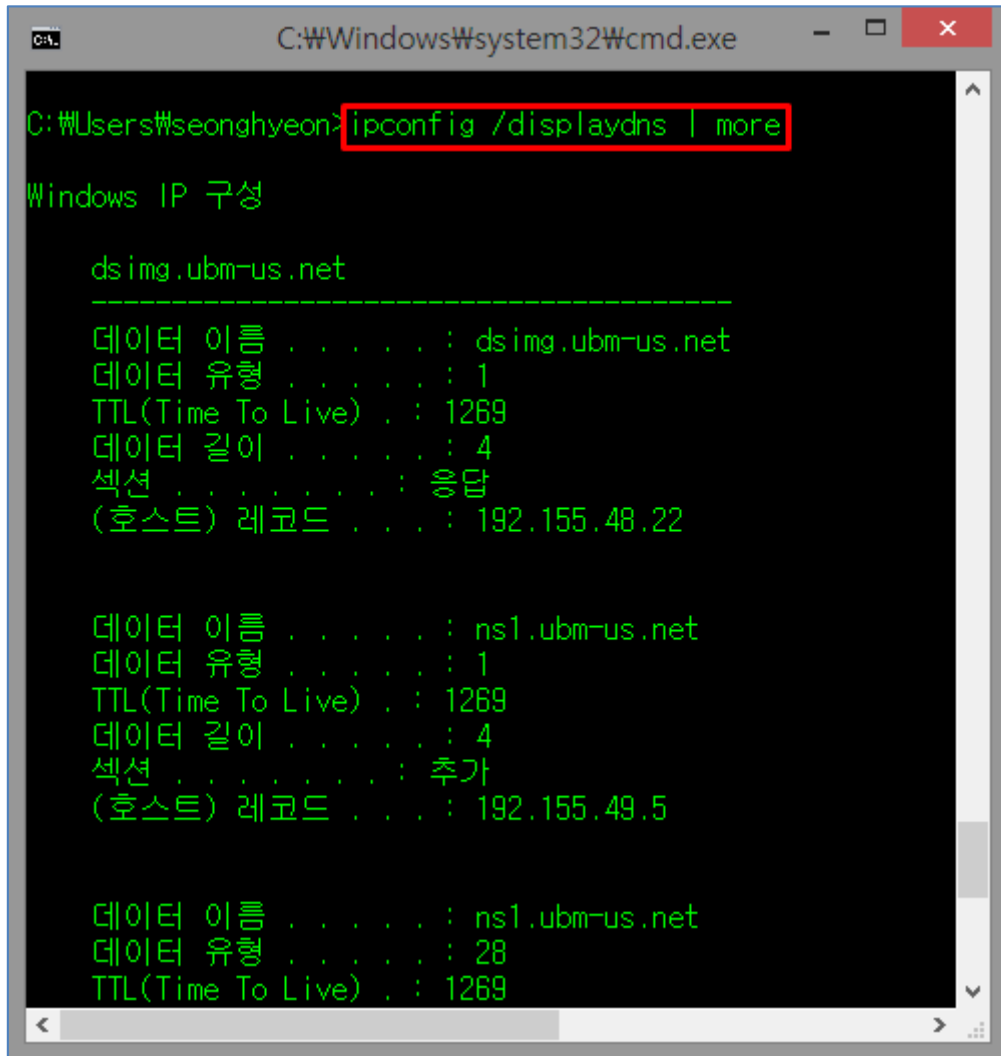 C:₩Windows₩system32₩cmd.exe
C:₩Users₩seonghyeon>ipconfig /displaydns | more
Windows IP 구성
dsimg.ubm-us.net
----------------------------------------
데이터 이름 . . . . . : dsimg.ubm-us.net
데이터 유형 . . . . . : 1
TTL(Time To Live) . : 1269
데이터 길이 . . . . . : 4
섹션 . . . . . . . : 응답
(호스트) 레코드 . . . : 192.155.48.22
데이터 이름 . . . . . : ns1.ubm-us.net
데이터 유형 . . . . . : 1
TTL(Time To Live) . : 1269
데이터 길이 . . . . . : 4
섹션 . . . . . . . : 추가
(호스트) 레코드 . . . : 192.155.49.5
데이터 이름 . . . . . : ns1.ubm-us.net
데이터 유형 . . . . . : 28
TTL(Time To Live) . : 1269